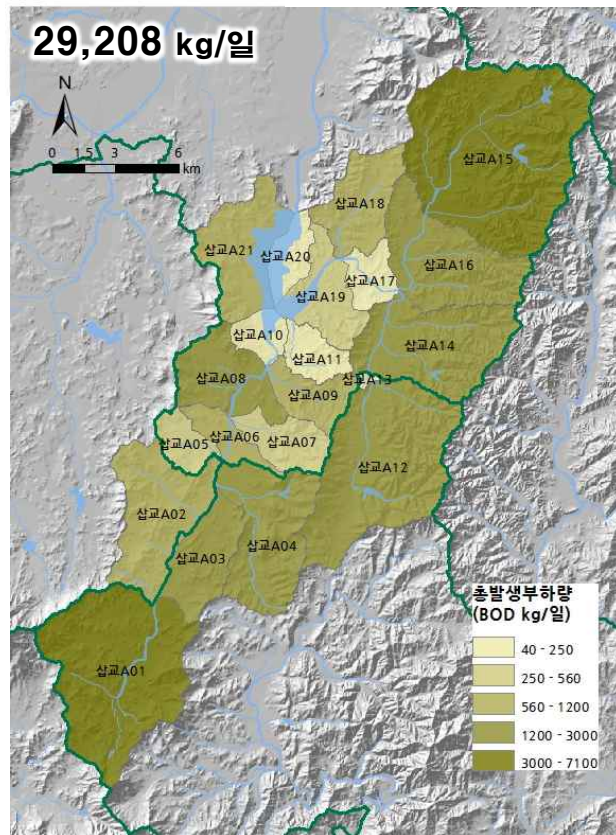 29,208 kg/일
N
0 1.5 3 6
km
삽교A15
삽교A18
삽교A21
삽교A20
삽교A16
삽교A17
삽교A19
삽교A10
삽교A14
삽교A11
삽교A08
삽교A13
삽교A09
삽교A05
삽교A06
삽교A07
삽교A12
삽교A02
삽교A04
삽교A03
삽교A01
총발생부하량
(BOD kg/일)
40 - 250
250 - 560
560 - 1200
1200 - 3000
3000 - 7100